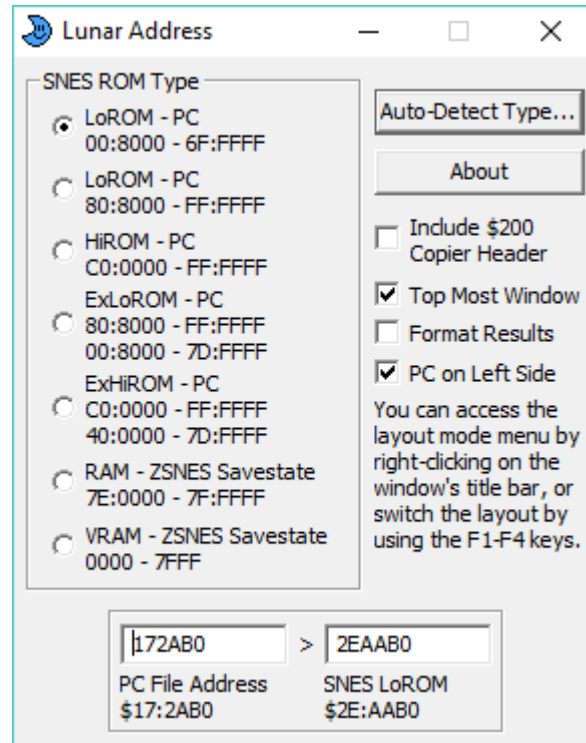 Lunar Address
SNES ROM Type
LoROM - PC
00:8000 - 6F:FFFF
LoROM - PC
80:8000 - FF:FFFF
HiROM - PC
C0:0000 - FF:FFFF
ExLoROM - PC
80:8000 - FF:FFFF
00:8000 - 7D:FFFF
ExHiROM - PC
C0:0000 - FF:FFFF
40:0000 - 7D:FFFF
RAM - ZSNES Savestate
7E:0000 - 7F:FFFF
VRAM - ZSNES Savestate
0000 - 7FFF
Auto-Detect Type...
About
Include $200
Copier Header
Top Most Window
Format Results
PC on Left Side
You can access the
layout mode menu by
right-clicking on the
window's title bar, or
switch the layout by
using the F1-F4 keys.
172AB0 > 2EAAB0
PC File Address SNES LoROM
$17:2AB0 $2E:AAB0